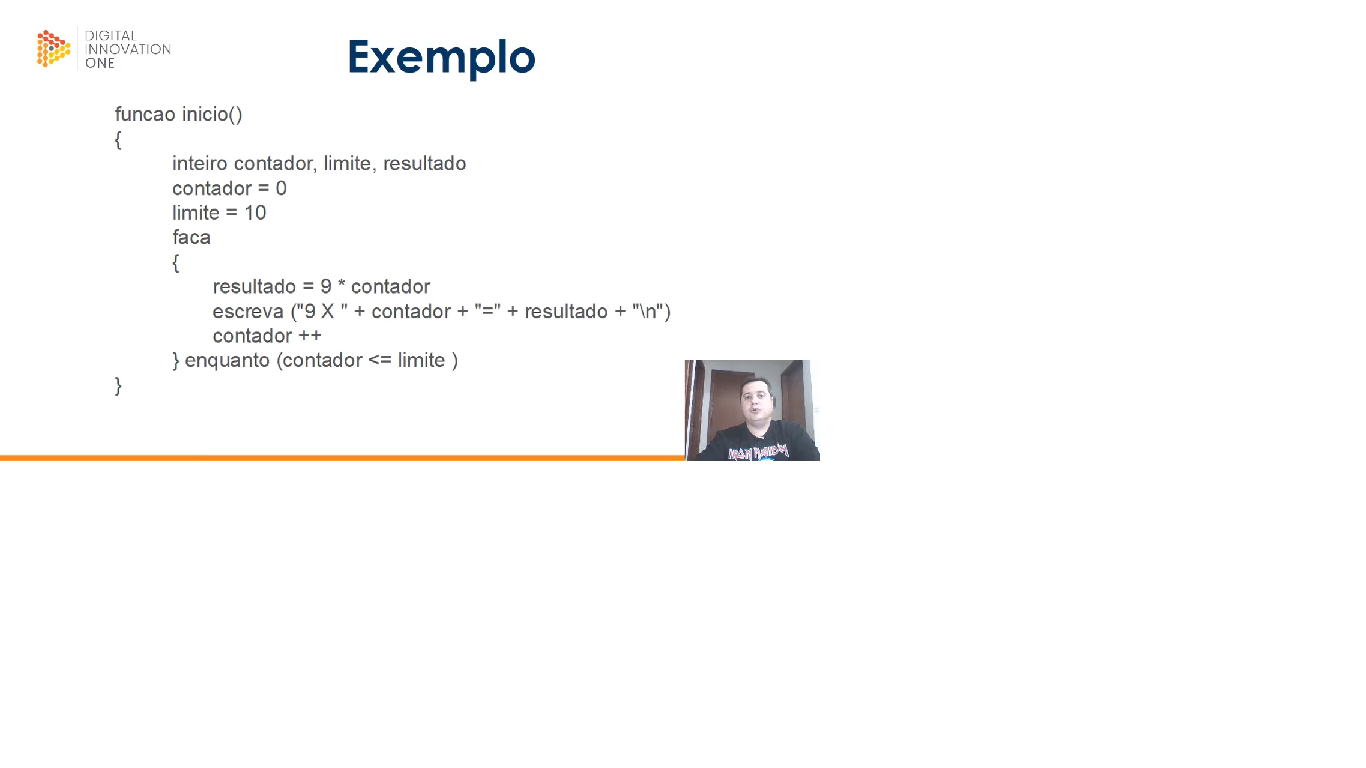 DIGITAL
INNOVATION
ONE
Exemplo
funcao inicio()
{
inteiro contador, limite, resultado
contador = 0
limite = 10
faca
{
resultado = 9 * contador
escreva ("9 X " + contador + "=" + resultado + "\n")
contador ++
} enquanto (contador <= limite )
}
IRON MAIDEN